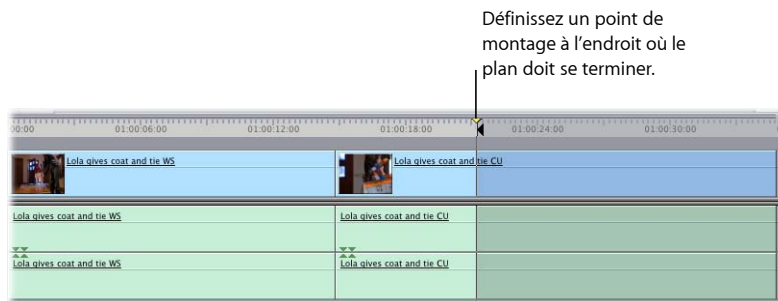 Définissez un point de
montage à l'endroit où le
plan doit se terminer.
00:00 01:00:06:00 01:00:12:00 01:00:18:00 01:00:24:00 01:00:30:00
Lola gives coat and tie WS Lola gives coat and tie CU
Lola gives coat and tie WS Lola gives coat and tie CU
Lola gives coat and tie WS Lola gives coat and tie CU